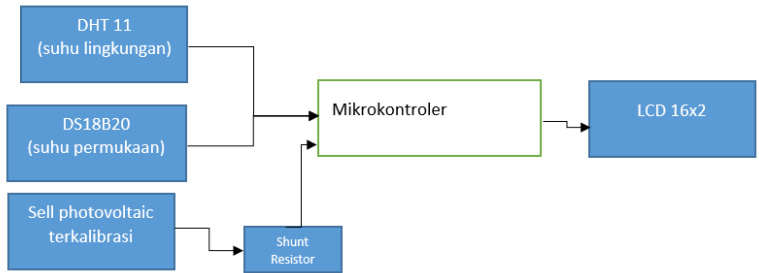 DHT 11
(suhu lingkungan)
DS18B20
(suhu permukaan)
Sell photovoltaic
terkalibrasi
Shunt
Resistor
Mikrokontroler
LCD 16x2